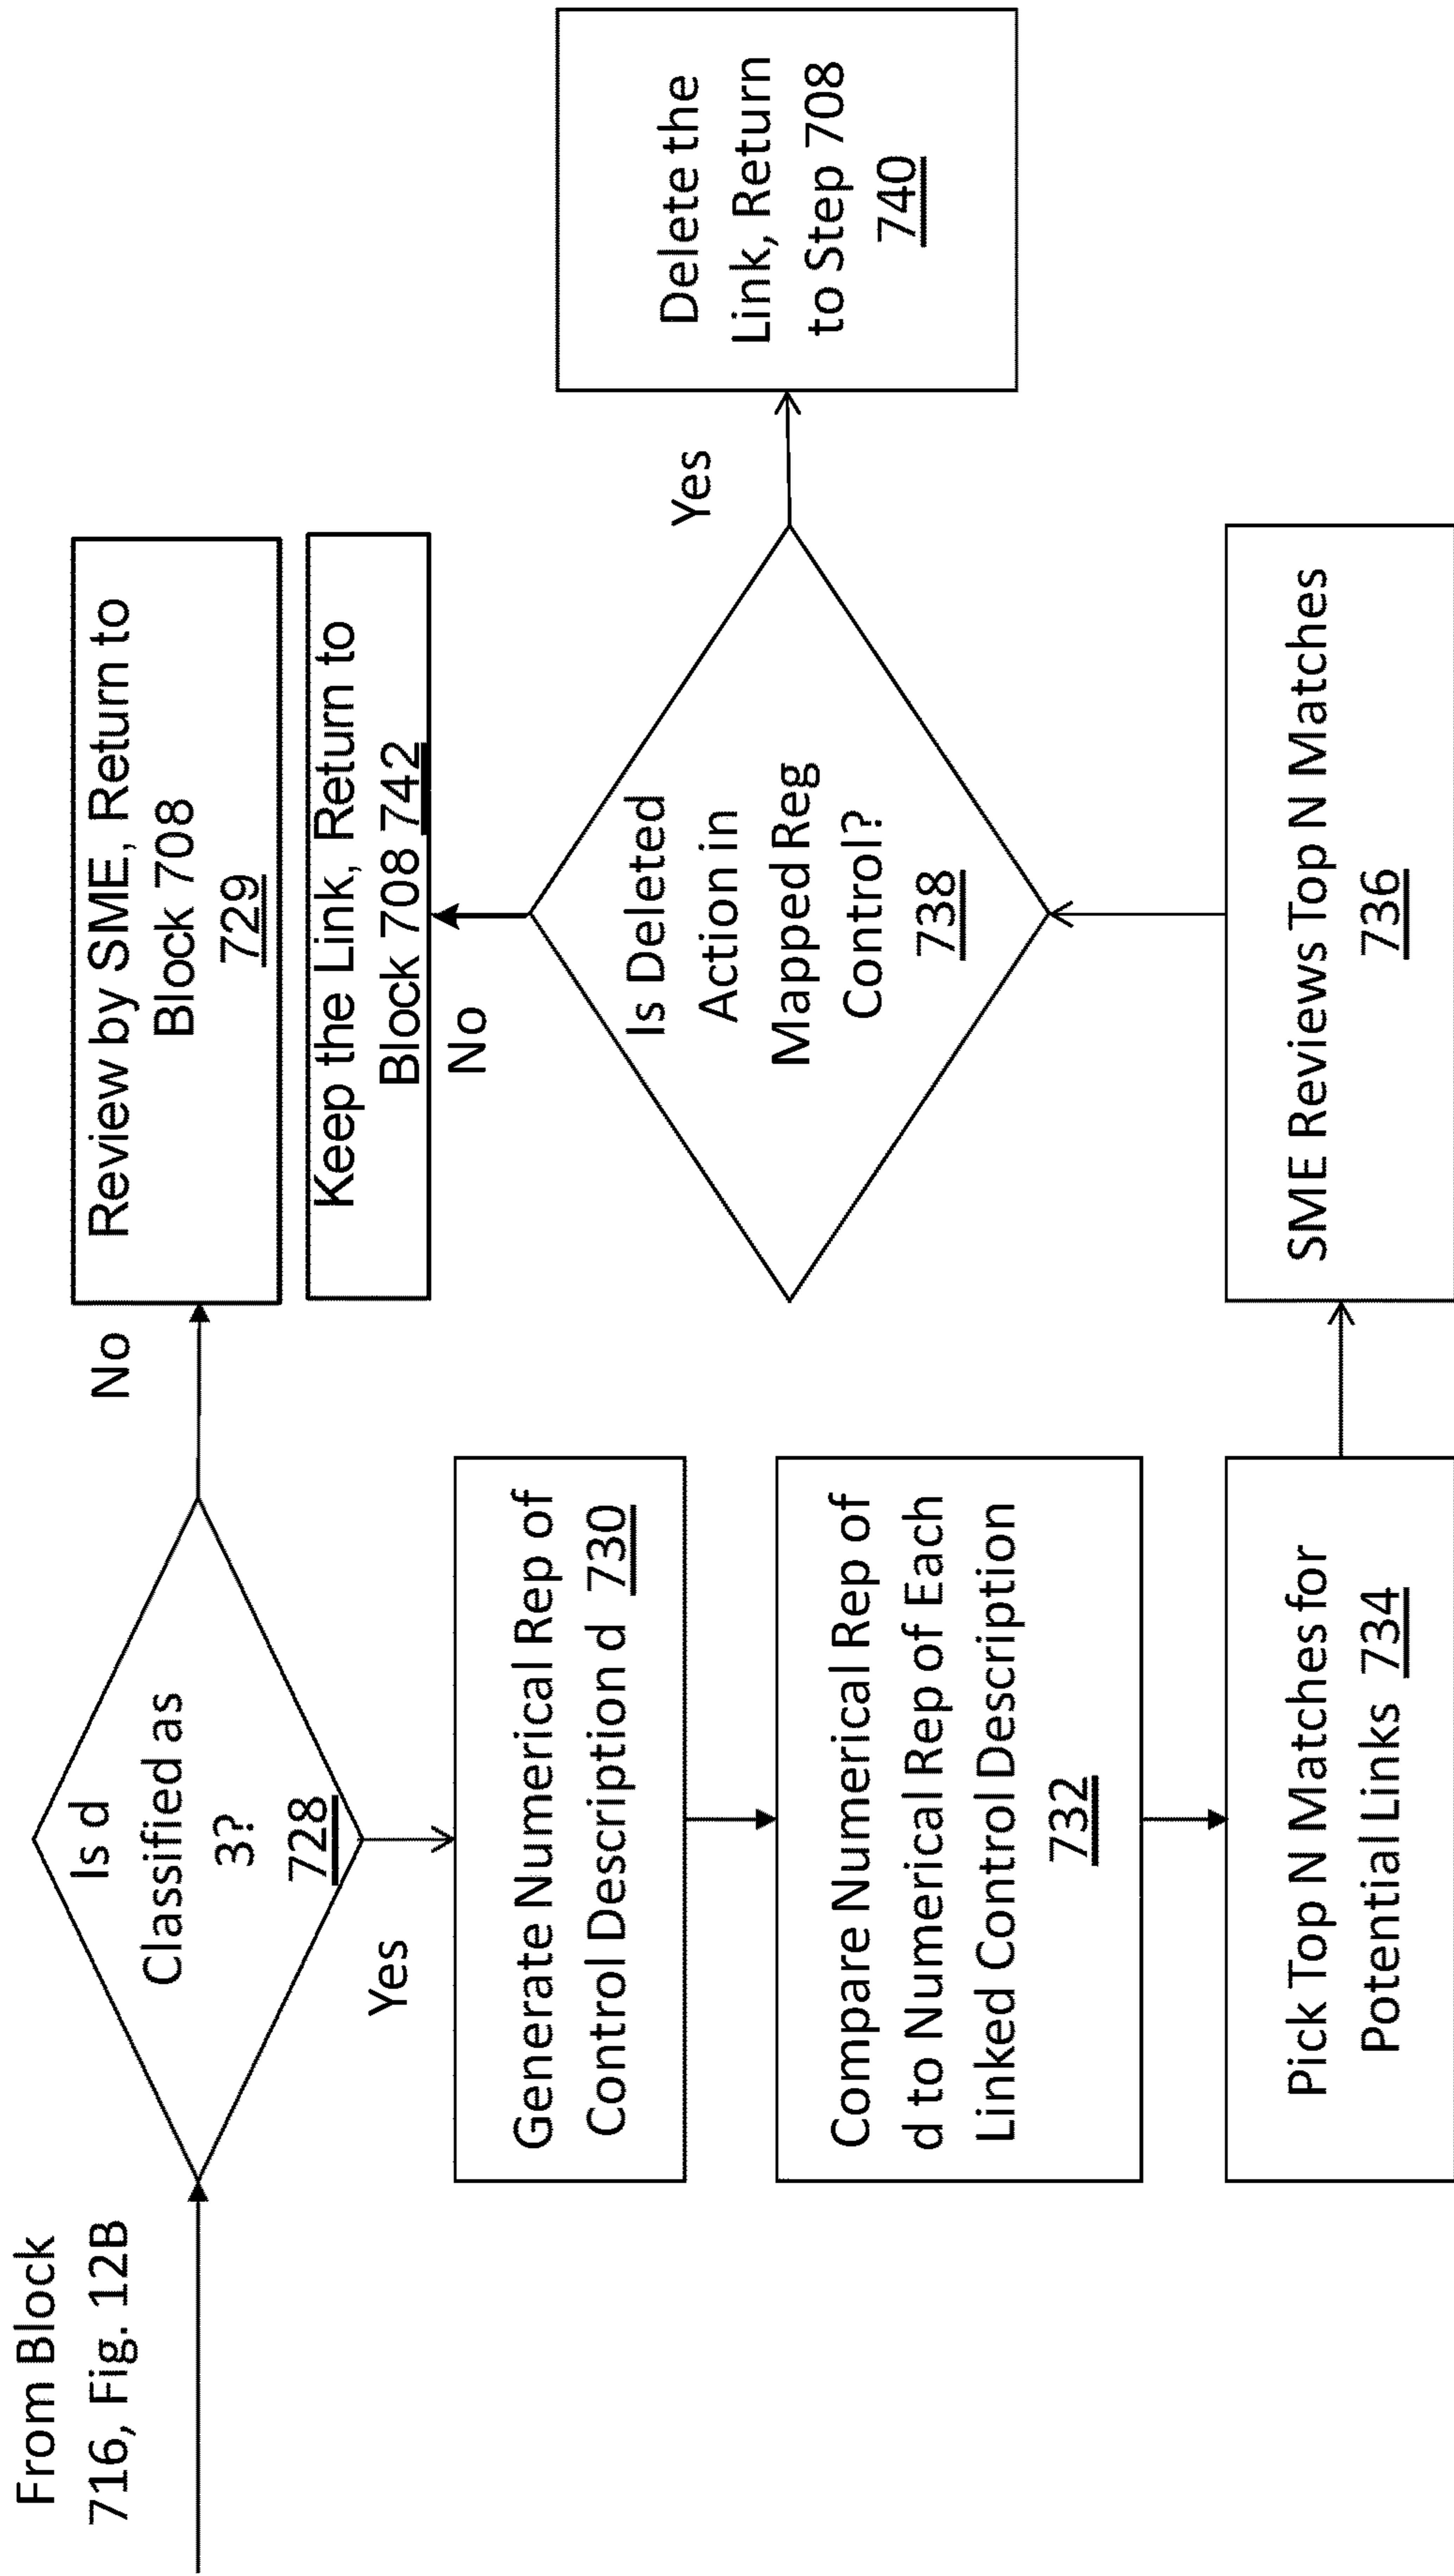 From Block
716, Fig. 12B
Is d
Classified as
3?
728
No
Review by SME, Return to
Block 708
729
Yes
Generate Numerical Rep of
Control Description d 730
Compare Numerical Rep of
d to Numerical Rep of Each
Linked Control Description
732
Pick Top N Matches for
Potential Links 734
SME Reviews Top N Matches
736
Is Deleted
Action in
Mapped Reg
Control?
738
No
Keep the Link, Return to
Block 708 742
Yes
Delete the
Link, Return
to Step 708
740